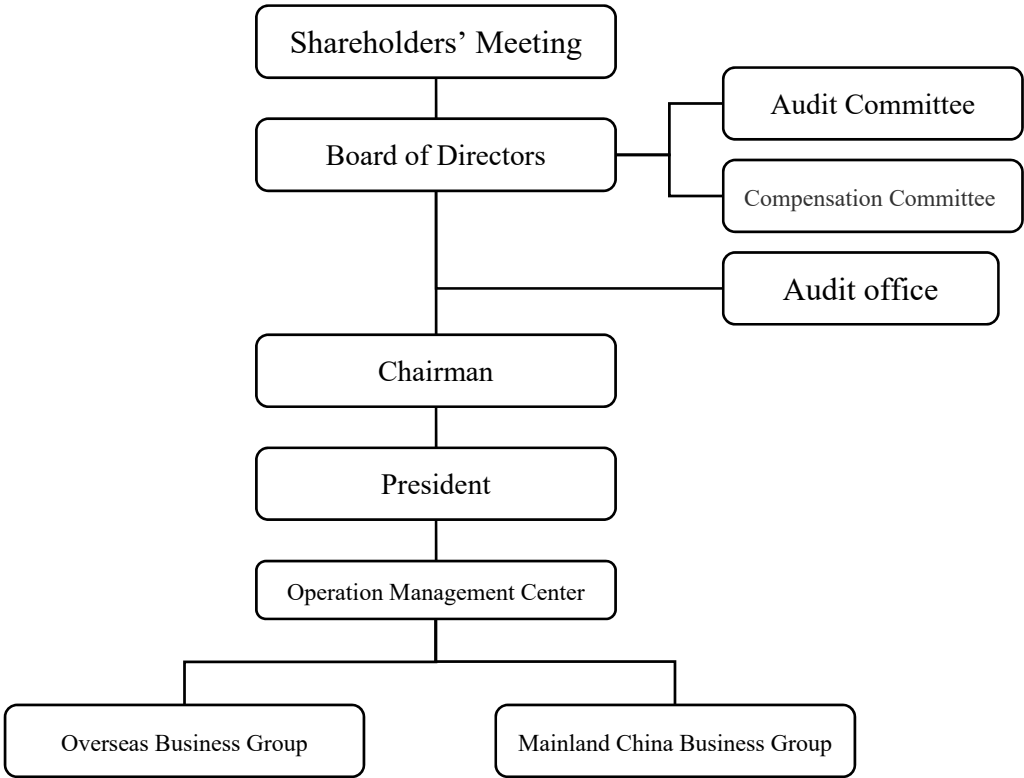 Shareholders’ Meeting
Board of Directors
Audit Committee
Compensation Committee
Audit office
Chairman
President
Operation Management Center
Overseas Business Group
Mainland China Business Group